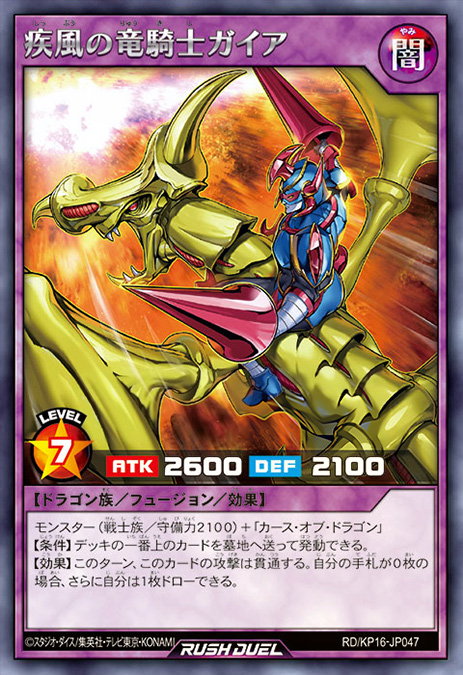 疾風の竜騎士ガイア
闇
LEVEL
7
ATK 2600 DEF 2100
【ドラゴン族／フュージョン／効果】
モンスター（戦士族／守備力2100）＋「カース・オブ・ドラゴン」
【条件】デッキの一番上のカードを墓地へ送って発動できる。
【効果】このターン、このカードの攻撃は貫通する。自分の手札が０枚の
場合、さらに自分は1枚ドローできる。
©スタジオ・ダイス/集英社・テレビ東京・KONAMI
RUSH DUEL
RD/KP16-JP047